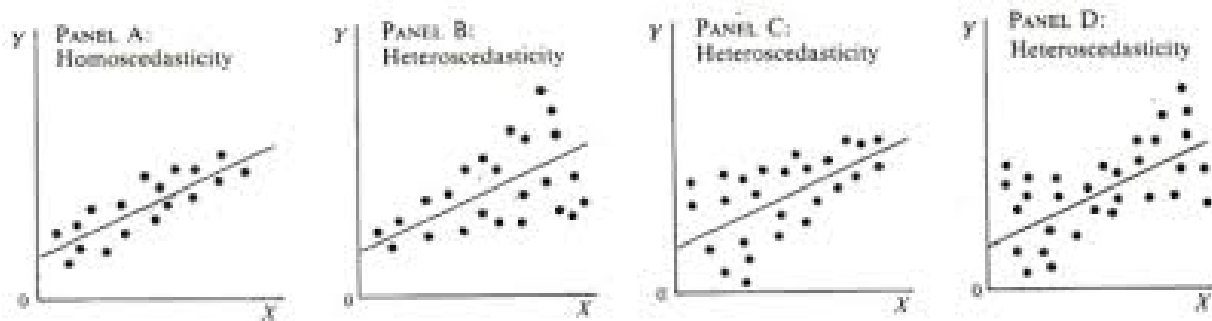 Y
PANEL A:
Homoscedasticity
0
X
Y
PANEL B:
Heteroscedasticity
0
X
Y
PANEL C:
Heteroscedasticity
0
X
Y
PANEL D:
Heteroscedasticity
0
X